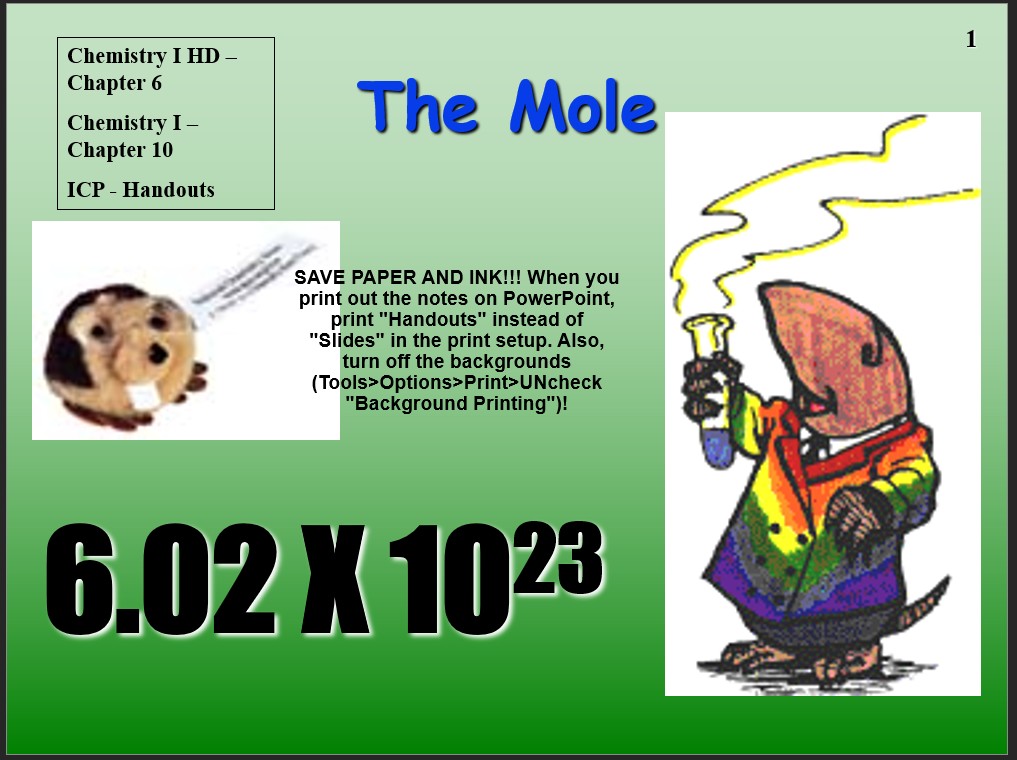 1
Chemistry I HD –
Chapter 6
Chemistry I –
Chapter 10
ICP - Handouts
The Mole
SAVE PAPER AND INK!!! When you
print out the notes on PowerPoint,
print "Handouts" instead of
"Slides" in the print setup. Also,
turn off the backgrounds
(Tools>Options>Print>UNcheck
"Background Printing")!
6.02 X 10²³